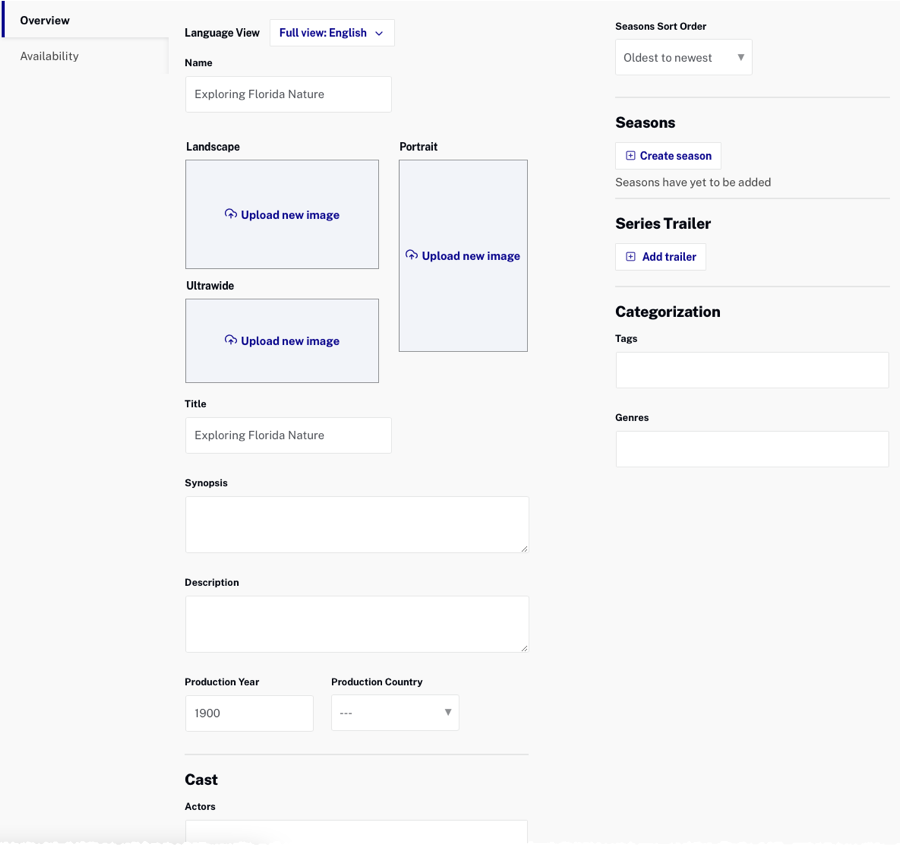 Overview
Availability
Language View
Full view: English
Name
Exploring Florida Nature
Landscape
Upload new image
Portrait
Upload new image
Ultrawide
Upload new image
Title
Exploring Florida Nature
Synopsis
Description
Production Year
1900
Production Country
---
Cast
Actors
Seasons Sort Order
Oldest to newest
Seasons
Create season
Seasons have yet to be added
Series Trailer
Add trailer
Categorization
Tags
Genres